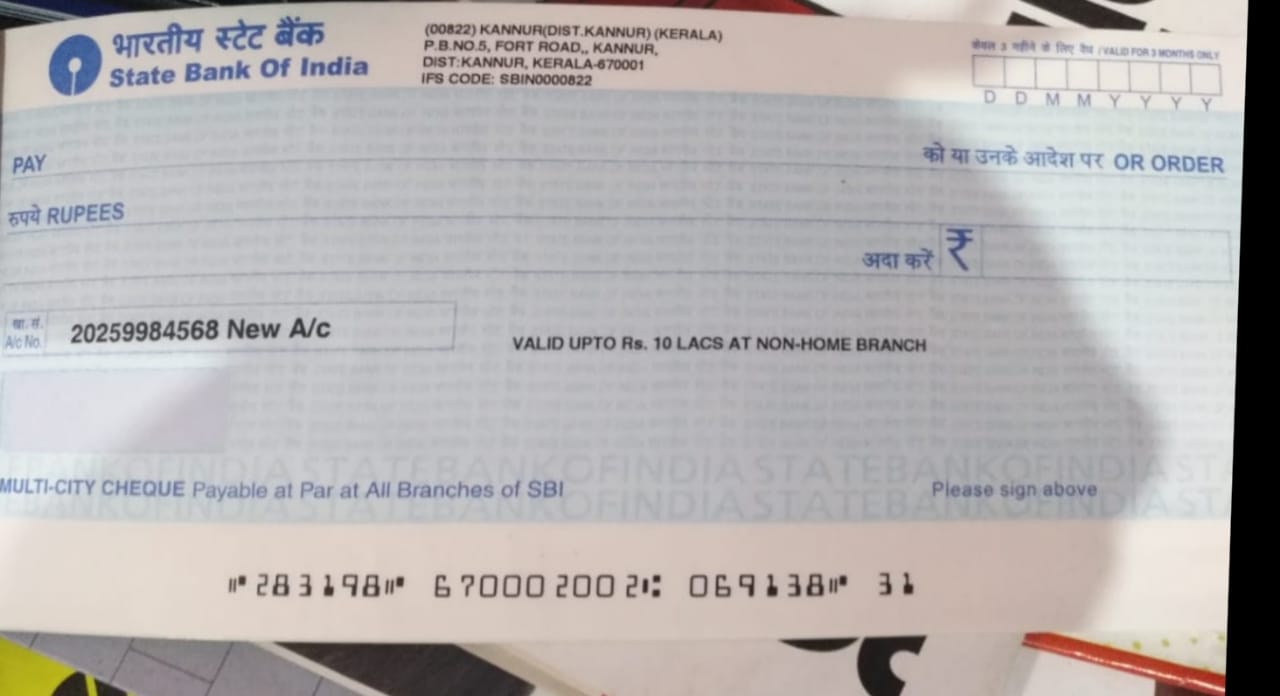 भारतीय स्टेट बैंक
State Bank Of India
(00822) KANNUR(DIST.KANNUR) (KERALA)
P.B.NO.5, FORT ROAD,, KANNUR,
DIST:KANNUR, KERALA-670001
IFS CODE: SBIN0000822
केवल 3 महीने के लिए वैध / VALID FOR 3 MONTHS ONLY
D D M M Y Y Y Y
PAY
को या उनके आदेश पर OR ORDER
रुपये RUPEES
अदा करें ₹
खा. सं.
A/c No.
20259984568 New A/c
VALID UPTO Rs. 10 LACS AT NON-HOME BRANCH
BANKOFINDIA STATEBANKOFINDIA STATEBANKOFINDIA ST
MULTI-CITY CHEQUE Payable at Par at All Branches of SBI
Please sign above
⑈283198⑈ 670002002⑆ 069138⑈ 31